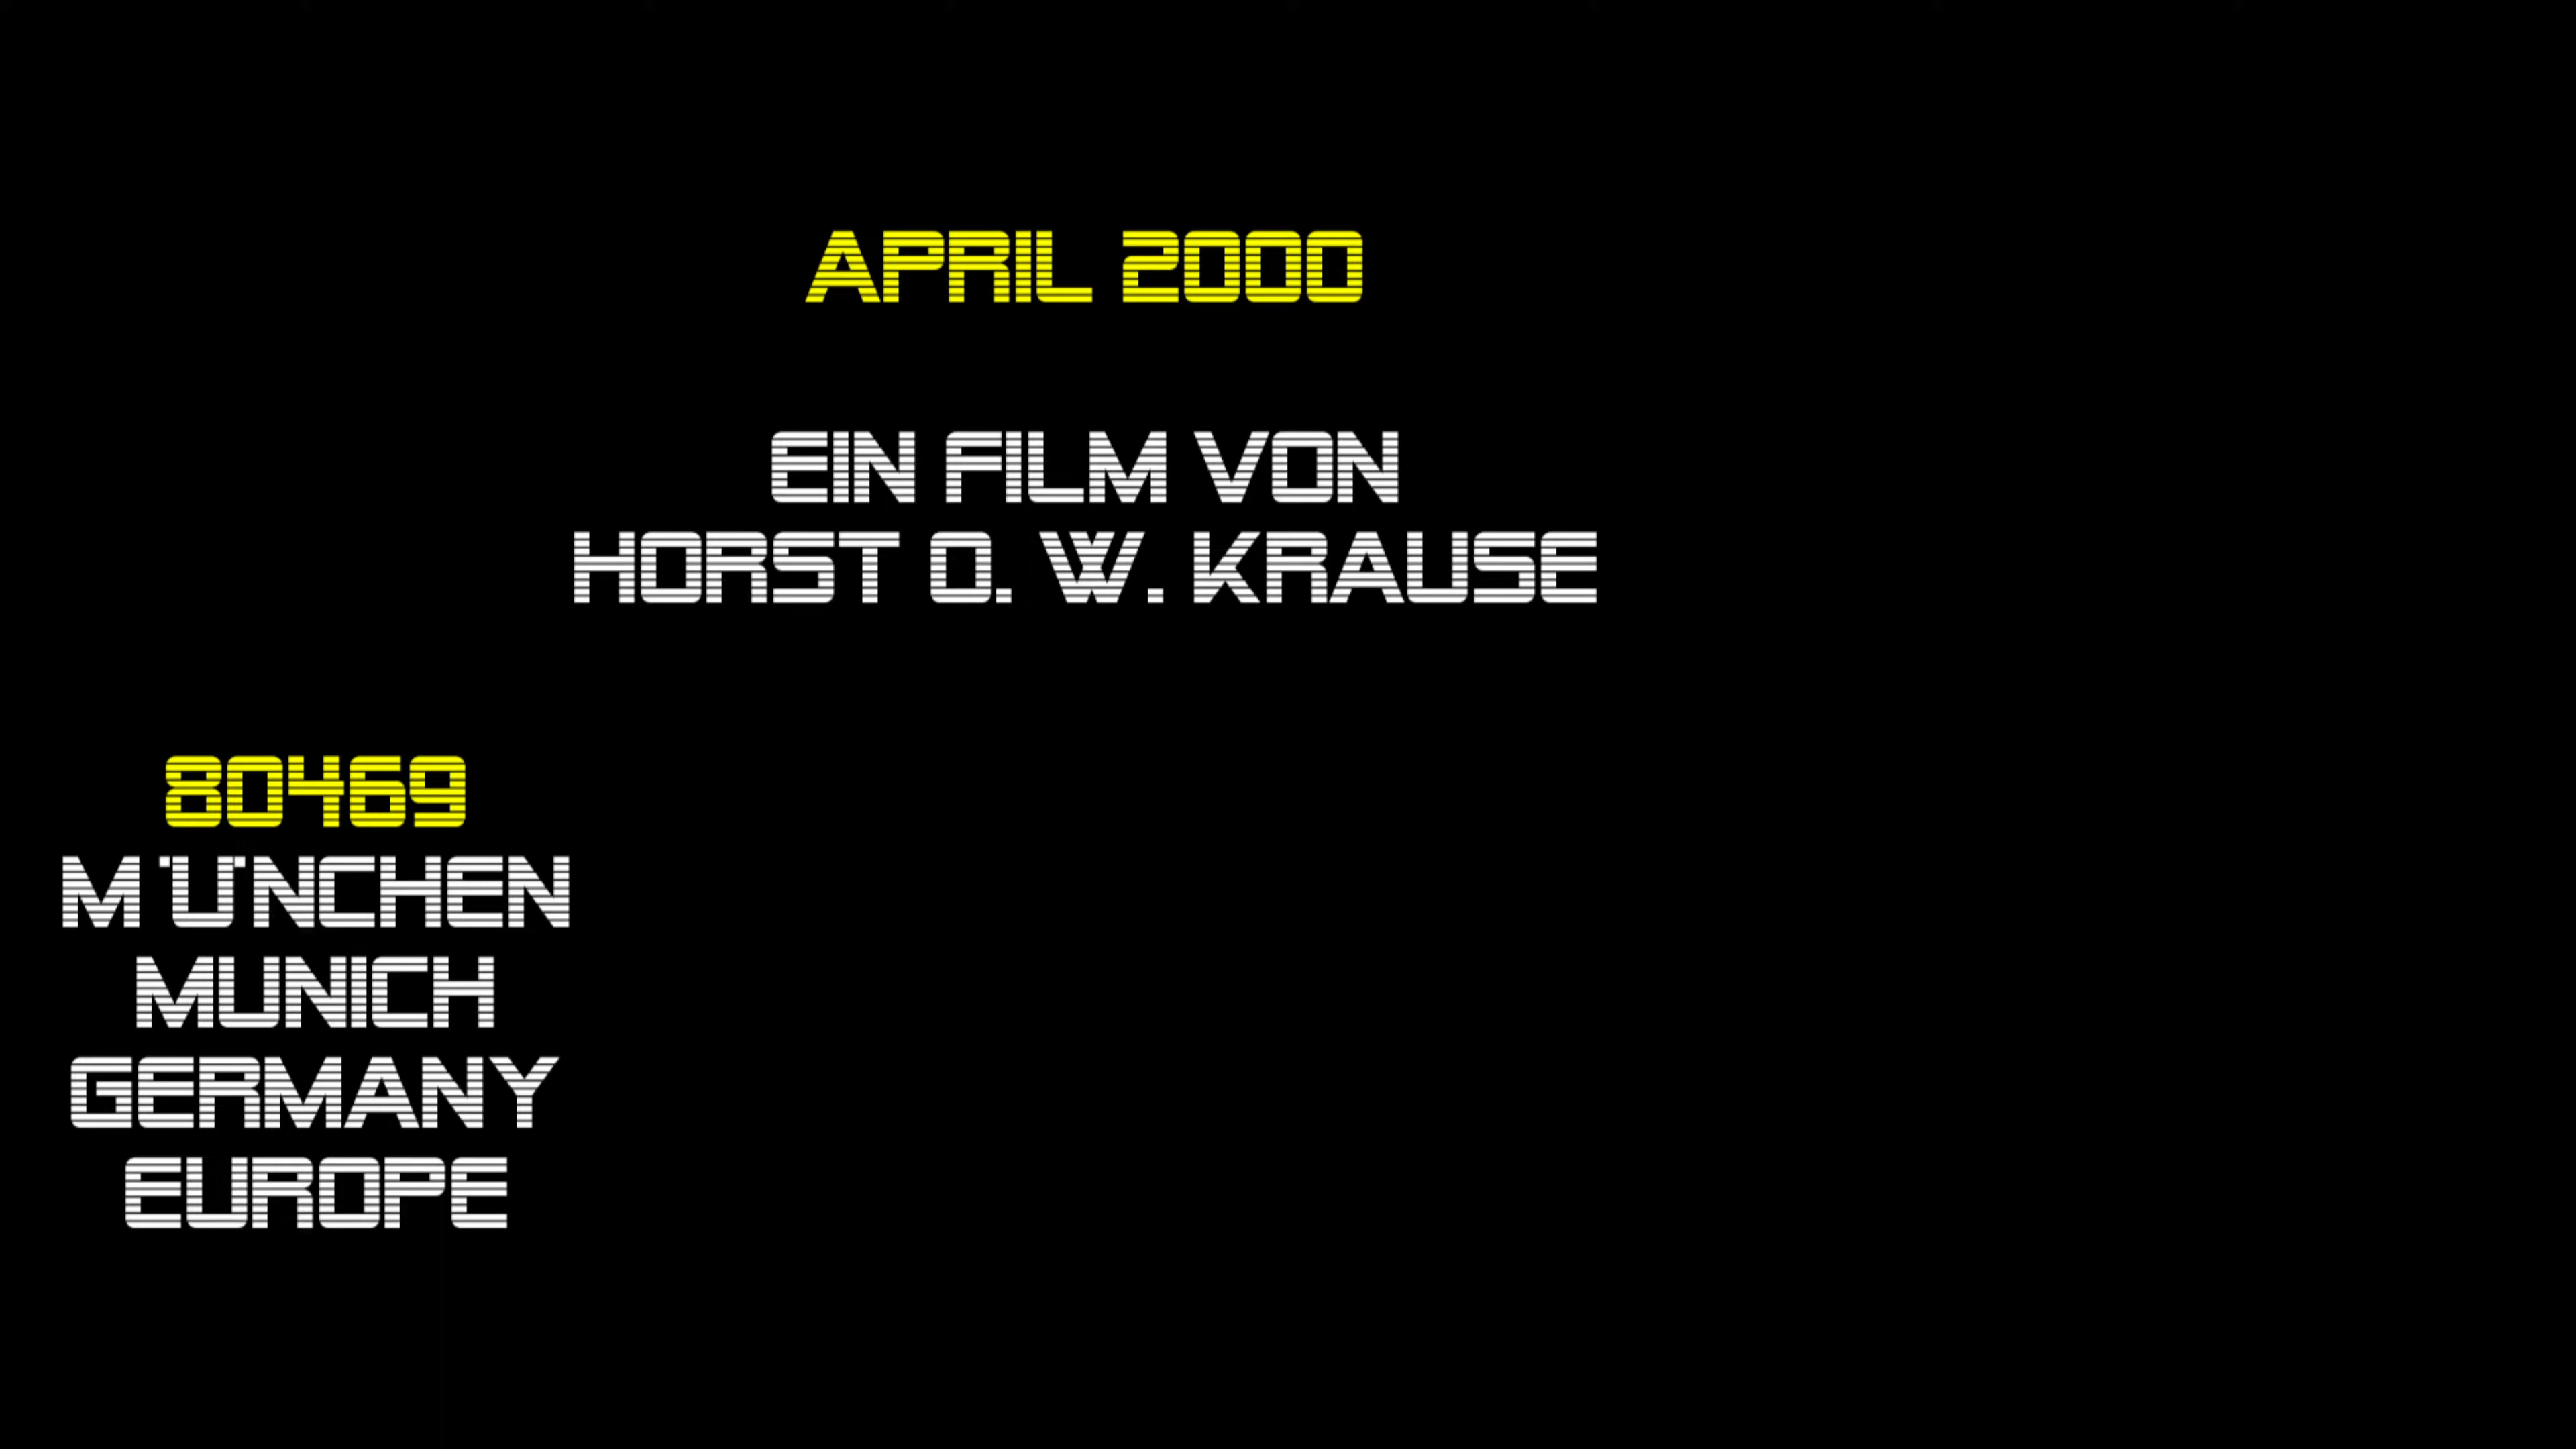 APRIL 2000
EIN FILM VON
HORST O. W. KRAUSE
80469
MÜNCHEN
MUNICH
GERMANY
EUROPE